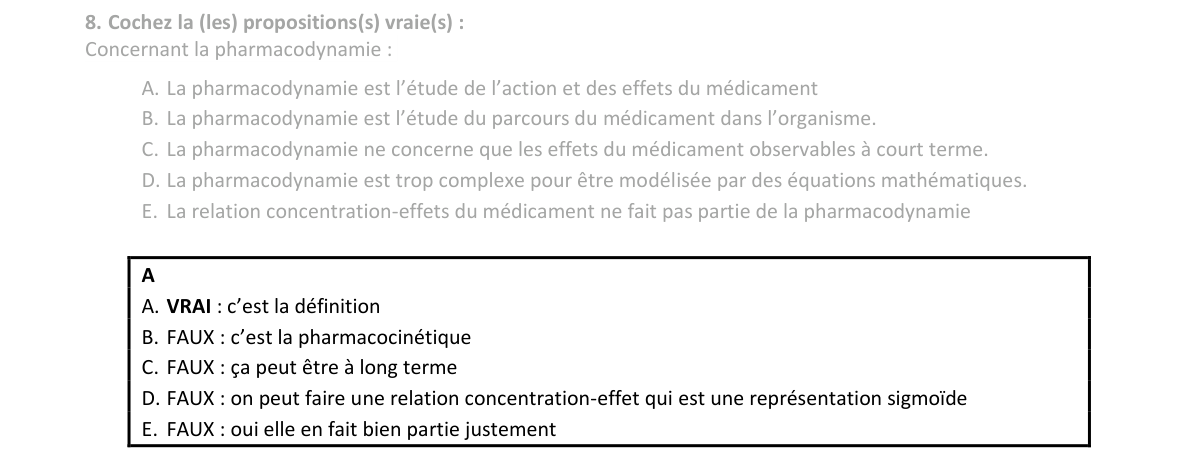 8. Cochez la (les) propositions(s) vraie(s) :
Concernant la pharmacodynamie :
A. La pharmacodynamie est l’étude de l’action et des effets du médicament
B. La pharmacodynamie est l’étude du parcours du médicament dans l’organisme.
C. La pharmacodynamie ne concerne que les effets du médicament observables à court terme.
D. La pharmacodynamie est trop complexe pour être modélisée par des équations mathématiques.
E. La relation concentration-effets du médicament ne fait pas partie de la pharmacodynamie
A
A. VRAI : c’est la définition
B. FAUX : c’est la pharmacocinétique
C. FAUX : ça peut être à long terme
D. FAUX : on peut faire une relation concentration-effet qui est une représentation sigmoïde
E. FAUX : oui elle en fait bien partie justement